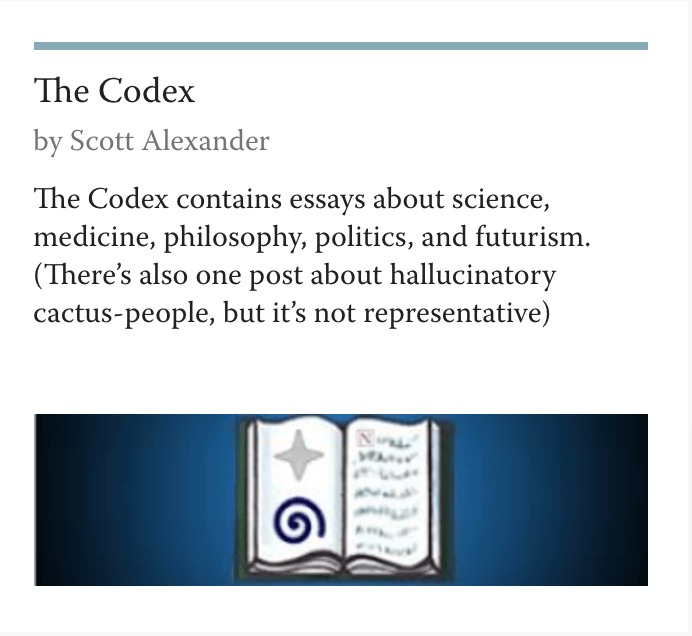 The Codex
by Scott Alexander
The Codex contains essays about science,
medicine, philosophy, politics, and futurism.
(There’s also one post about hallucinatory
cactus-people, but it’s not representative)
N